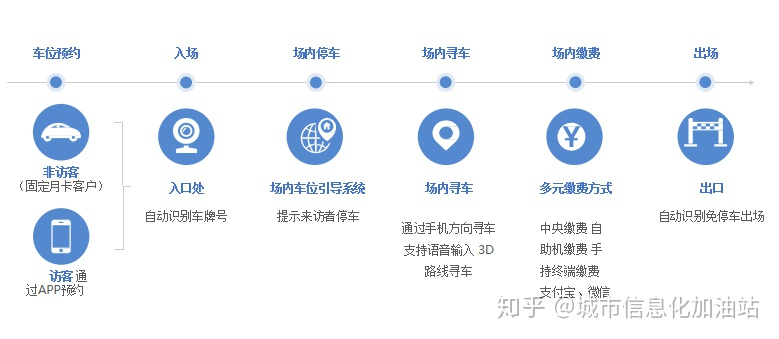 车位预约
入场
场内停车
场内寻车
场内缴费
出场
非访客
（固定月卡客户）
访客 通
过APP预约
入口处
自动识别车牌号
场内车位引导系统
提示来访者停车
场内寻车
通过手机方向寻车
支持语音输入 3D
路线寻车
¥
多元缴费方式
中央缴费 自
助机缴费 手
持终端缴费
支付宝、微信
出口
自动识别免停车出场
知乎 @城市信息化加油站